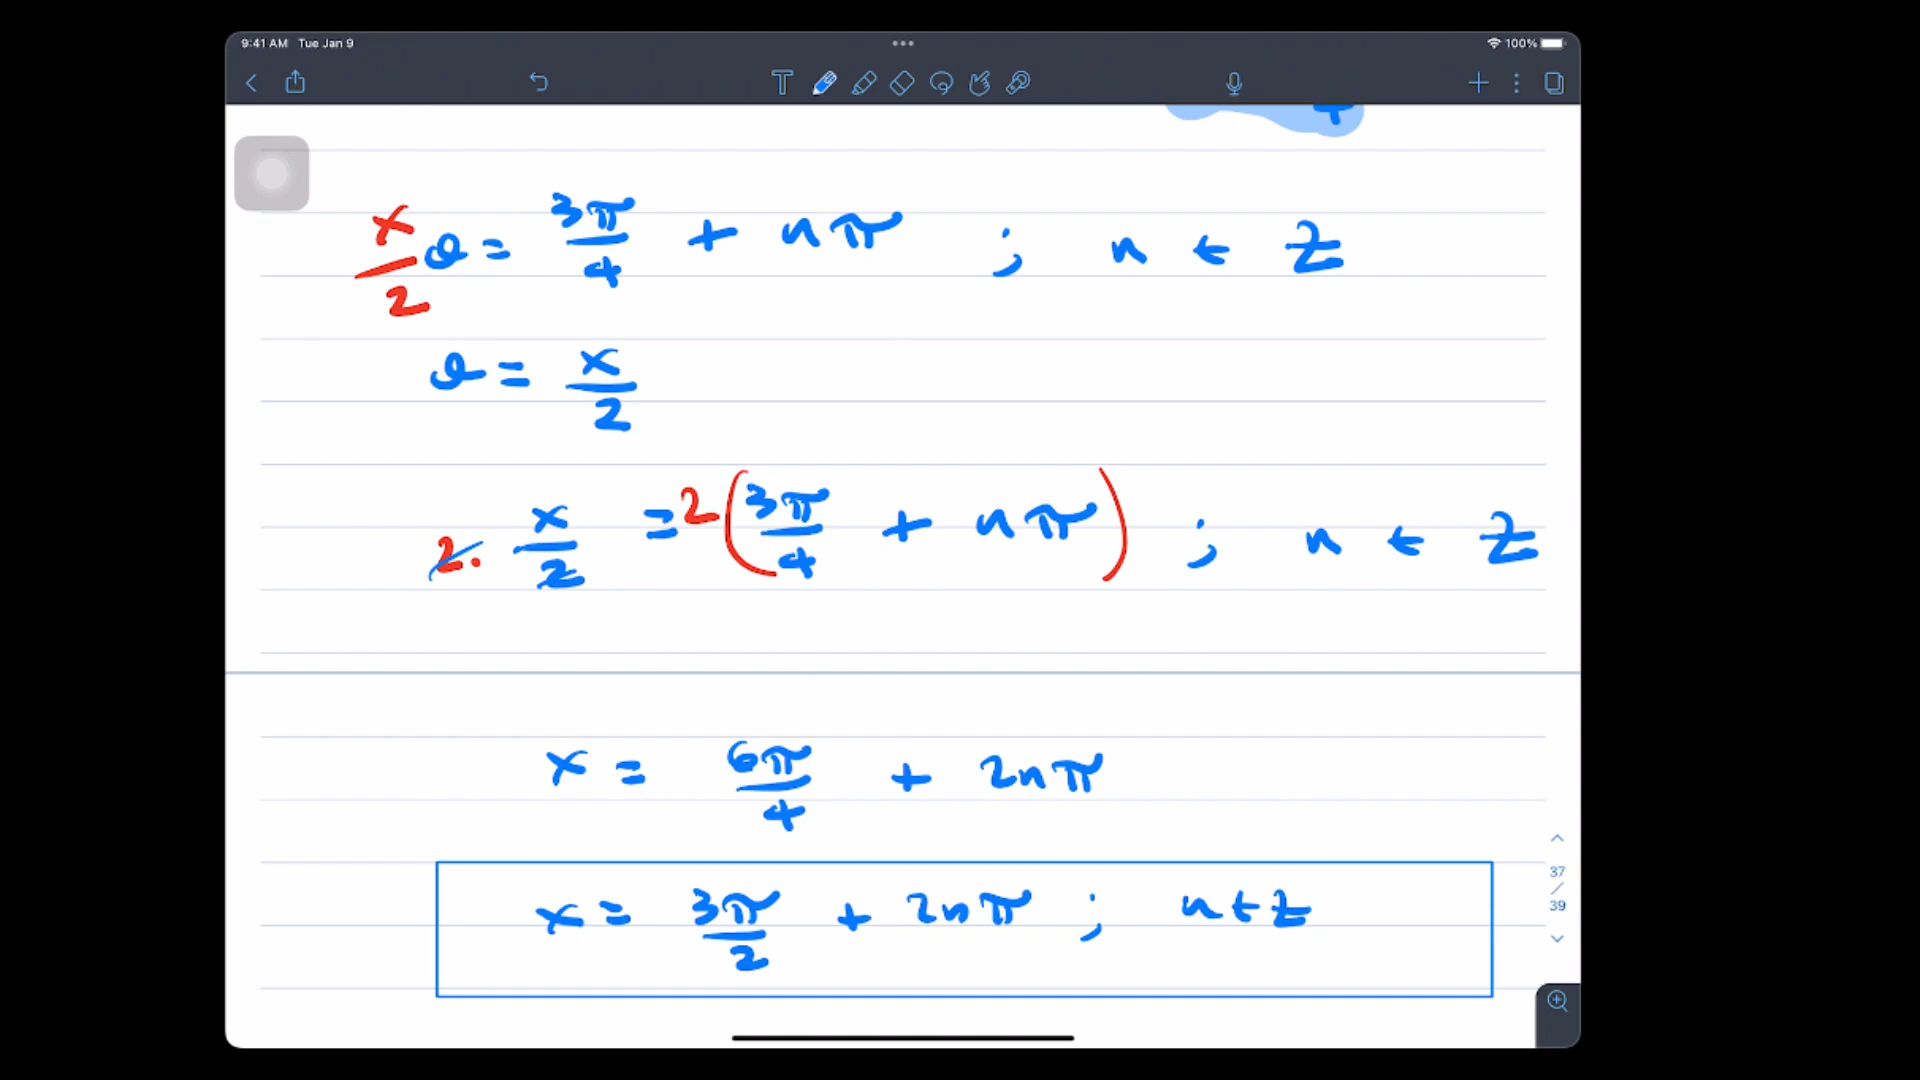 9:41 AM Tue Jan 9
100%
x/2 θ = 3π/4 + nπ ; n ∈ Z
θ = x/2
2. x/2 = 2(3π/4 + nπ) ; n ∈ Z
x = 6π/4 + 2nπ
37
/
39
x = 3π/2 + 2nπ ; n ∈ Z